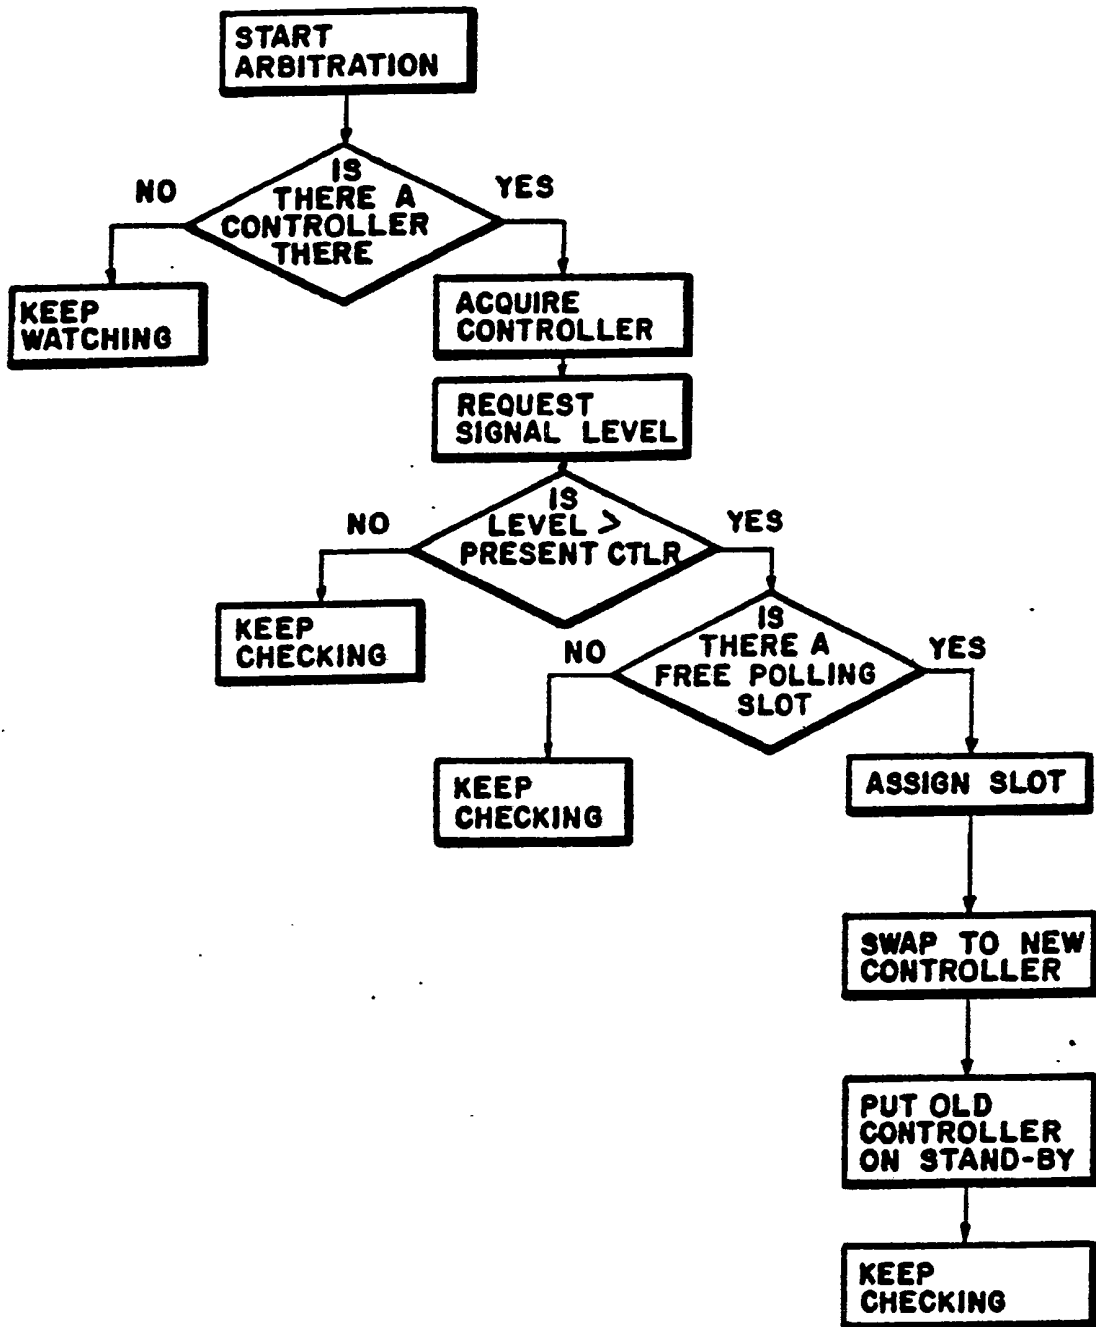 START
ARBITRATION
IS
THERE A
CONTROLLER
THERE
NO
YES
KEEP
WATCHING
ACQUIRE
CONTROLLER
REQUEST
SIGNAL LEVEL
IS
LEVEL >
PRESENT CTLR
NO
YES
KEEP
CHECKING
IS
THERE A
FREE POLLING
SLOT
NO
YES
KEEP
CHECKING
ASSIGN SLOT
SWAP TO NEW
CONTROLLER
PUT OLD
CONTROLLER
ON STAND-BY
KEEP
CHECKING